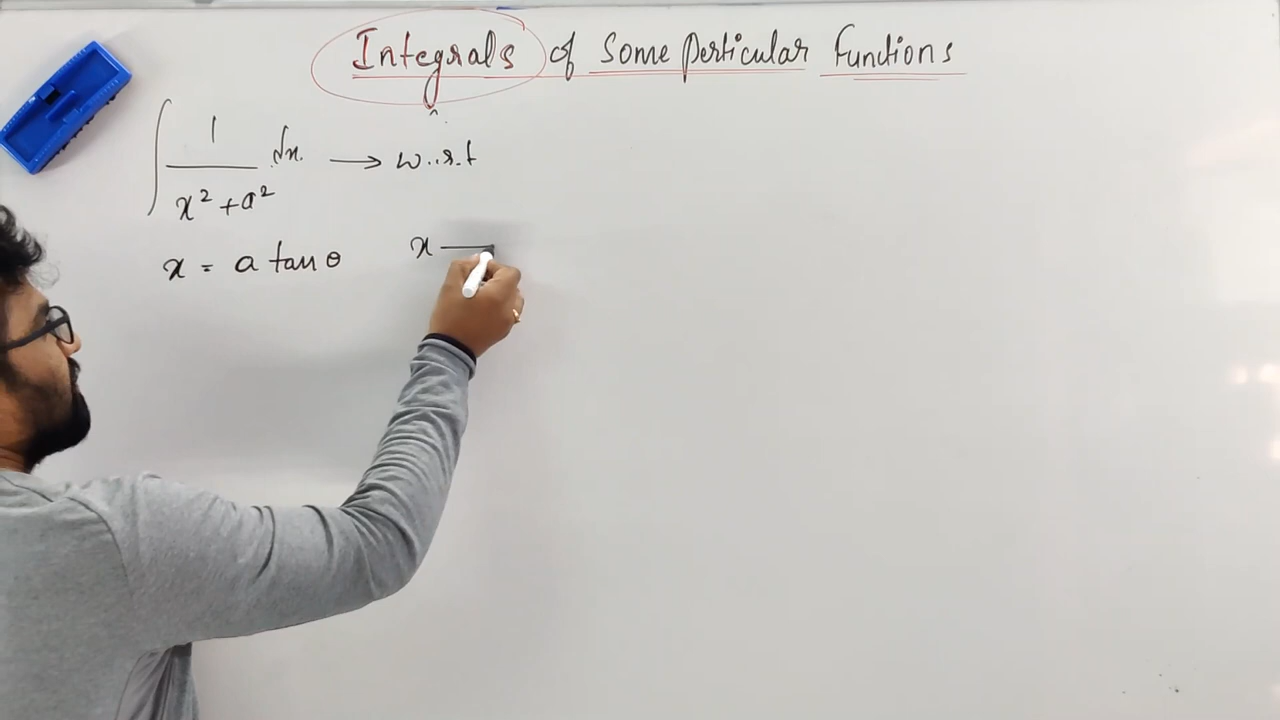 Integrals of Some Perticular Functions
∫ 1/(x² + a²) dx. → w.r.t
x = a tan θ x —